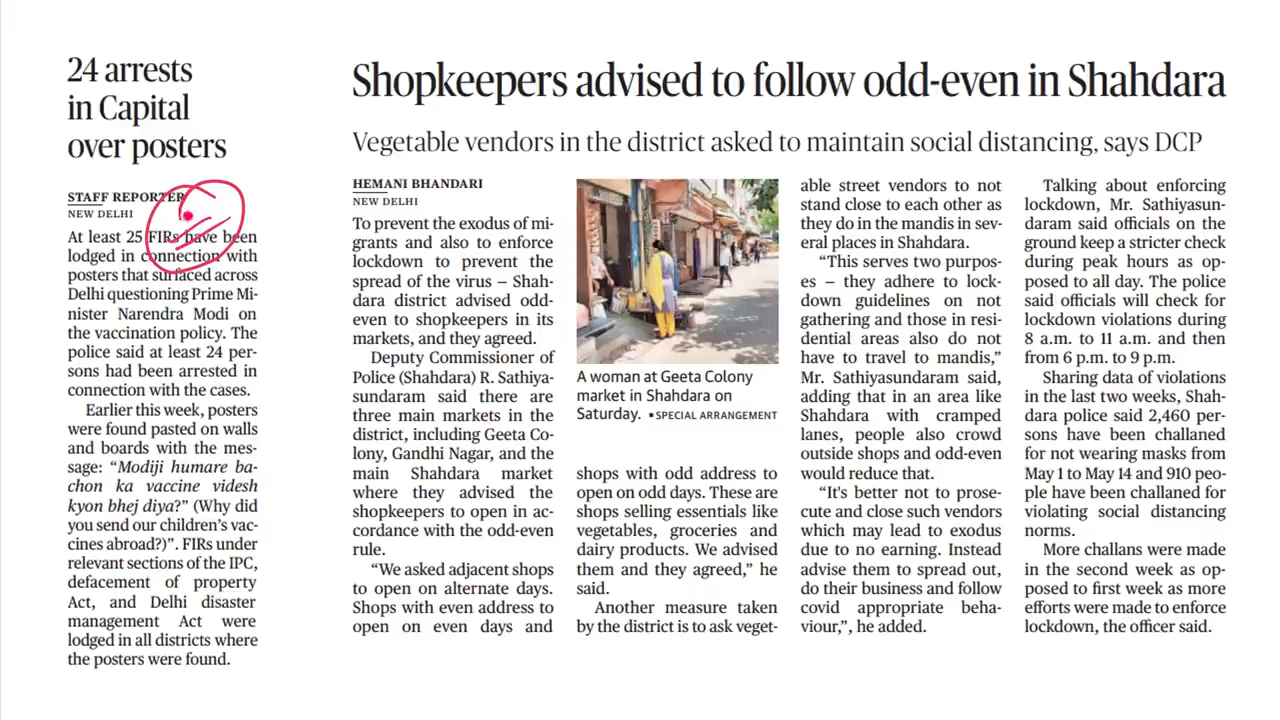 24 arrests
in Capital
over posters
STAFF REPORTER
NEW DELHI
At least 25 FIRs have been
lodged in connection with
posters that surfaced across
Delhi questioning Prime Mi-
nister Narendra Modi on
the vaccination policy. The
police said at least 24 per-
sons had been arrested in
connection with the cases.
Earlier this week, posters
were found pasted on walls
and boards with the mes-
sage: “Modiji humare ba-
chon ka vaccine videsh
kyon bhej diya?” (Why did
you send our children’s vac-
cines abroad?)”. FIRs under
relevant sections of the IPC,
defacement of property
Act, and Delhi disaster
management Act were
lodged in all districts where
the posters were found.
Shopkeepers advised to follow odd-even in Shahdara
Vegetable vendors in the district asked to maintain social distancing, says DCP
HEMANI BHANDARI
NEW DELHI
To prevent the exodus of mi-
grants and also to enforce
lockdown to prevent the
spread of the virus – Shah-
dara district advised odd-
even to shopkeepers in its
markets, and they agreed.
Deputy Commissioner of
Police (Shahdara) R. Sathiya-
sundaram said there are
three main markets in the
district, including Geeta Co-
lony, Gandhi Nagar, and the
main Shahdara market
where they advised the
shopkeepers to open in ac-
cordance with the odd-even
rule.
“We asked adjacent shops
to open on alternate days.
Shops with even address to
open on even days and
A woman at Geeta Colony
market in Shahdara on
Saturday. ▪ SPECIAL ARRANGEMENT
shops with odd address to
open on odd days. These are
shops selling essentials like
vegetables, groceries and
dairy products. We advised
them and they agreed,” he
said.
Another measure taken
by the district is to ask veget-
able street vendors to not
stand close to each other as
they do in the mandis in sev-
eral places in Shahdara.
“This serves two purpos-
es – they adhere to lock-
down guidelines on not
gathering and those in resi-
dential areas also do not
have to travel to mandis,”
Mr. Sathiyasundaram said,
adding that in an area like
Shahdara with cramped
lanes, people also crowd
outside shops and odd-even
would reduce that.
“It's better not to prose-
cute and close such vendors
which may lead to exodus
due to no earning. Instead
advise them to spread out,
do their business and follow
covid appropriate beha-
viour,”, he added.
Talking about enforcing
lockdown, Mr. Sathiyasun-
daram said officials on the
ground keep a stricter check
during peak hours as op-
posed to all day. The police
said officials will check for
lockdown violations during
8 a.m. to 11 a.m. and then
from 6 p.m. to 9 p.m.
Sharing data of violations
in the last two weeks, Shah-
dara police said 2,460 per-
sons have been challaned
for not wearing masks from
May 1 to May 14 and 910 peo-
ple have been challaned for
violating social distancing
norms.
More challans were made
in the second week as op-
posed to first week as more
efforts were made to enforce
lockdown, the officer said.